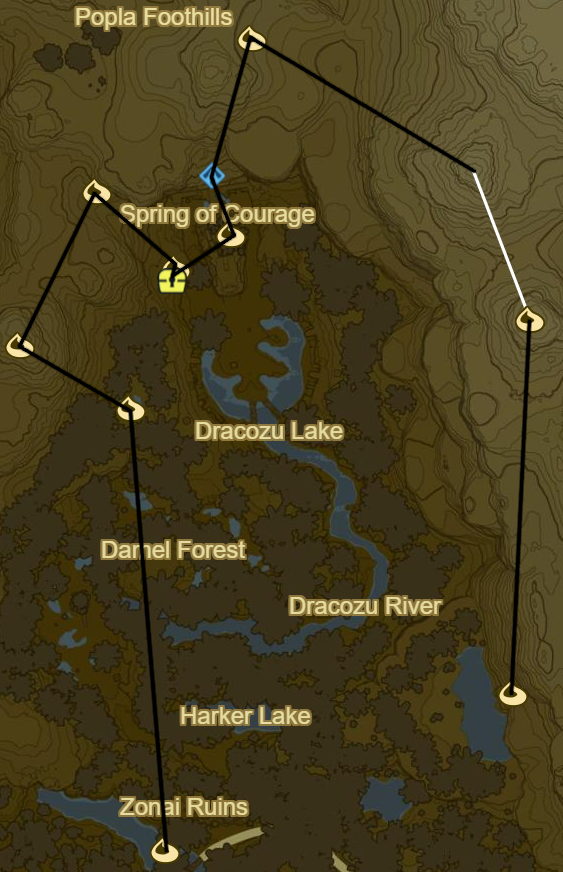 Popla Foothills
Spring of Courage
Dracozu Lake
Damel Forest
Dracozu River
Harker Lake
Zonai Ruins